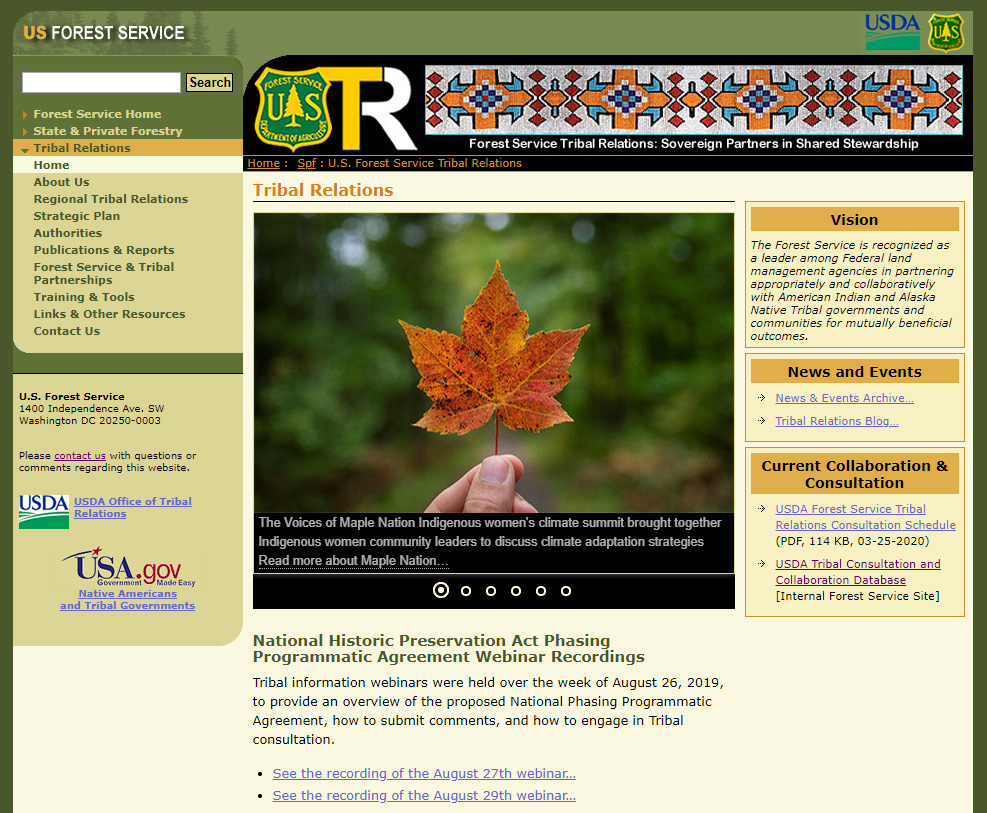 US FOREST SERVICE
USDA
FOREST SERVICE
US
DEPARTMENT OF AGRICULTURE
TR
Forest Service Tribal Relations: Sovereign Partners in Shared Stewardship
Search
Forest Service Home
State & Private Forestry
Tribal Relations
Home
About Us
Regional Tribal Relations
Strategic Plan
Authorities
Publications & Reports
Forest Service & Tribal
Partnerships
Training & Tools
Links & Other Resources
Contact Us
U.S. Forest Service
1400 Independence Ave. SW
Washington DC 20250-0003
Please contact us with questions or
comments regarding this website.
USDA
USDA Office of Tribal
Relations
USA.gov
Government Made Easy
Native Americans
and Tribal Governments
Home : Spf : U.S. Forest Service Tribal Relations
Tribal Relations
The Voices of Maple Nation Indigenous women's climate summit brought together
Indigenous women community leaders to discuss climate adaptation strategies
Read more about Maple Nation...
National Historic Preservation Act Phasing
Programmatic Agreement Webinar Recordings
Tribal information webinars were held over the week of August 26, 2019,
to provide an overview of the proposed National Phasing Programmatic
Agreement, how to submit comments, and how to engage in Tribal
consultation.
See the recording of the August 27th webinar...
See the recording of the August 29th webinar...
Vision
The Forest Service is recognized as
a leader among Federal land
management agencies in partnering
appropriately and collaboratively
with American Indian and Alaska
Native Tribal governments and
communities for mutually beneficial
outcomes.
News and Events
News & Events Archive...
Tribal Relations Blog...
Current Collaboration &
Consultation
USDA Forest Service Tribal
Relations Consultation Schedule
(PDF, 114 KB, 03-25-2020)
USDA Tribal Consultation and
Collaboration Database
[Internal Forest Service Site]